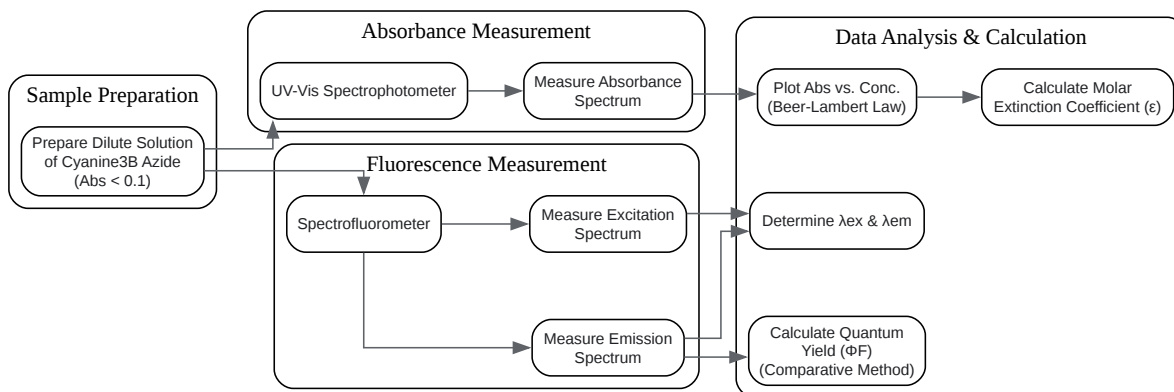 Sample Preparation
Prepare Dilute Solution
of Cyanine3B Azide
(Abs < 0.1)
Absorbance Measurement
UV-Vis Spectrophotometer
Measure Absorbance
Spectrum
Fluorescence Measurement
Spectrofluorometer
Measure Excitation
Spectrum
Measure Emission
Spectrum
Data Analysis & Calculation
Plot Abs vs. Conc.
(Beer-Lambert Law)
Calculate Molar
Extinction Coefficient (ε)
Determine λex & λem
Calculate Quantum
Yield (ΦF)
(Comparative Method)